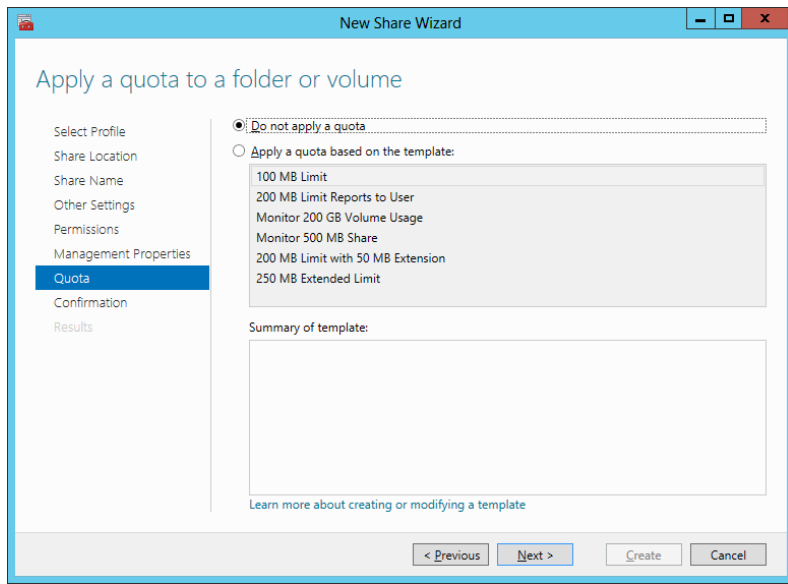 New Share Wizard
Apply a quota to a folder or volume
Select Profile
Share Location
Share Name
Other Settings
Permissions
Management Properties
Quota
Confirmation
Results
Do not apply a quota
Apply a quota based on the template:
100 MB Limit
200 MB Limit Reports to User
Monitor 200 GB Volume Usage
Monitor 500 MB Share
200 MB Limit with 50 MB Extension
250 MB Extended Limit
Summary of template:
Learn more about creating or modifying a template
< Previous
Next >
Create
Cancel